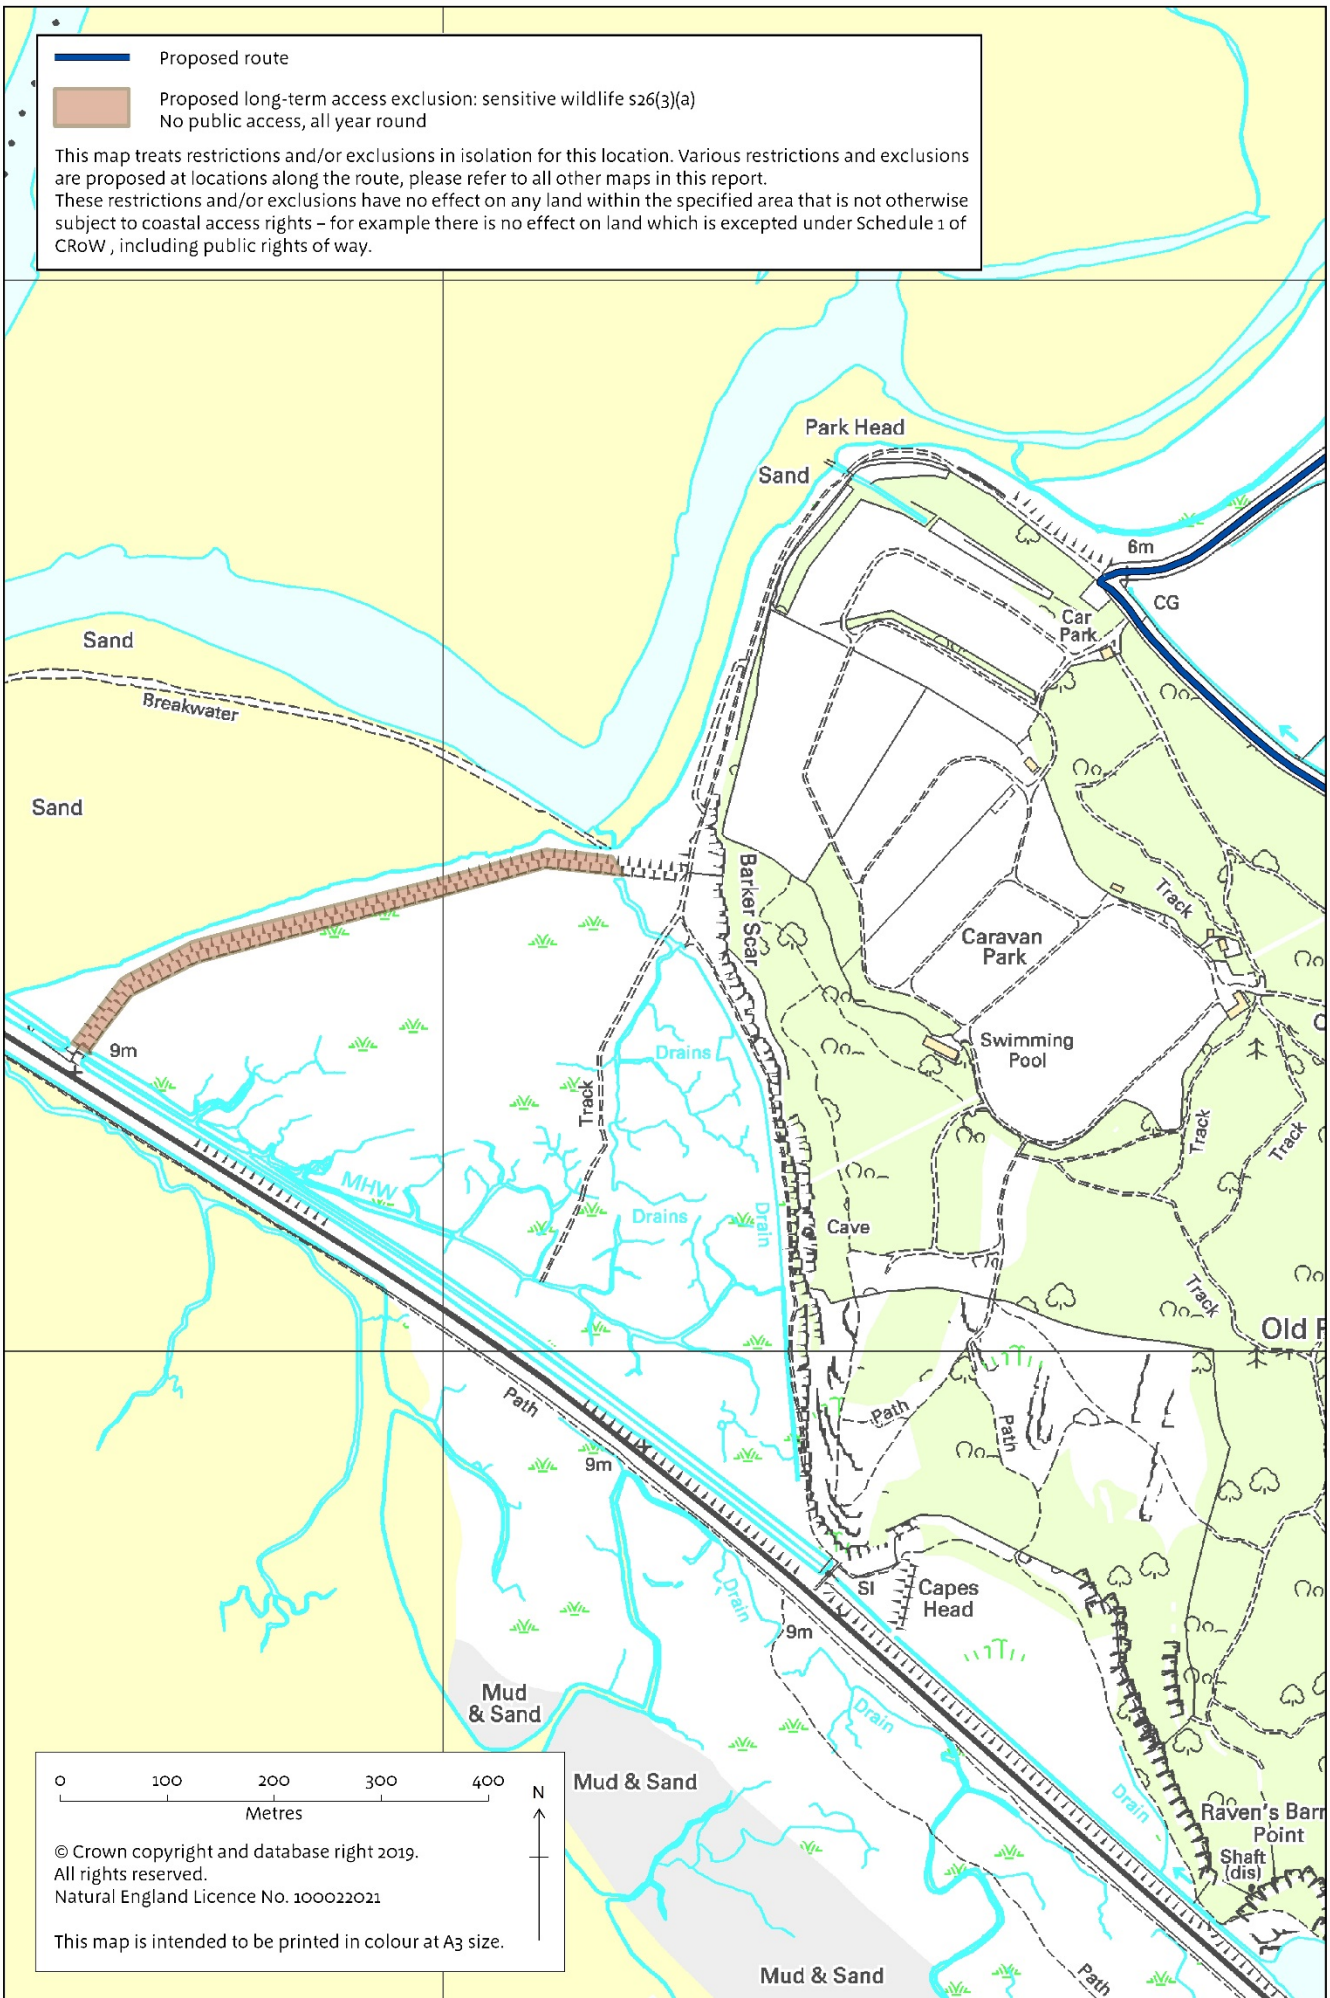 Proposed route
Proposed long-term access exclusion: sensitive wildlife s26(3)(a)
No public access, all year round
This map treats restrictions and/or exclusions in isolation for this location. Various restrictions and exclusions
are proposed at locations along the route, please refer to all other maps in this report.
These restrictions and/or exclusions have no effect on any land within the specified area that is not otherwise
subject to coastal access rights – for example there is no effect on land which is excepted under Schedule 1 of
CRoW , including public rights of way.
Park Head
Sand
6m
CG
Car
Park
Sand
Breakwater
Sand
Barker Scar
Track
Caravan
Park
Swimming
Pool
9m
Drains
Track
Track
Track
MHW
Drains
Drain
Cave
Track
Old
Path
Path
Path
9m
SI
Capes
Head
Drain
9m
Mud
& Sand
Drain
Mud & Sand
Drain
Raven's Barr
Point
Shaft
(dis)
Mud & Sand
Path
0 100 200 300 400
Metres
N
© Crown copyright and database right 2019.
All rights reserved.
Natural England Licence No. 100022021
This map is intended to be printed in colour at A3 size.